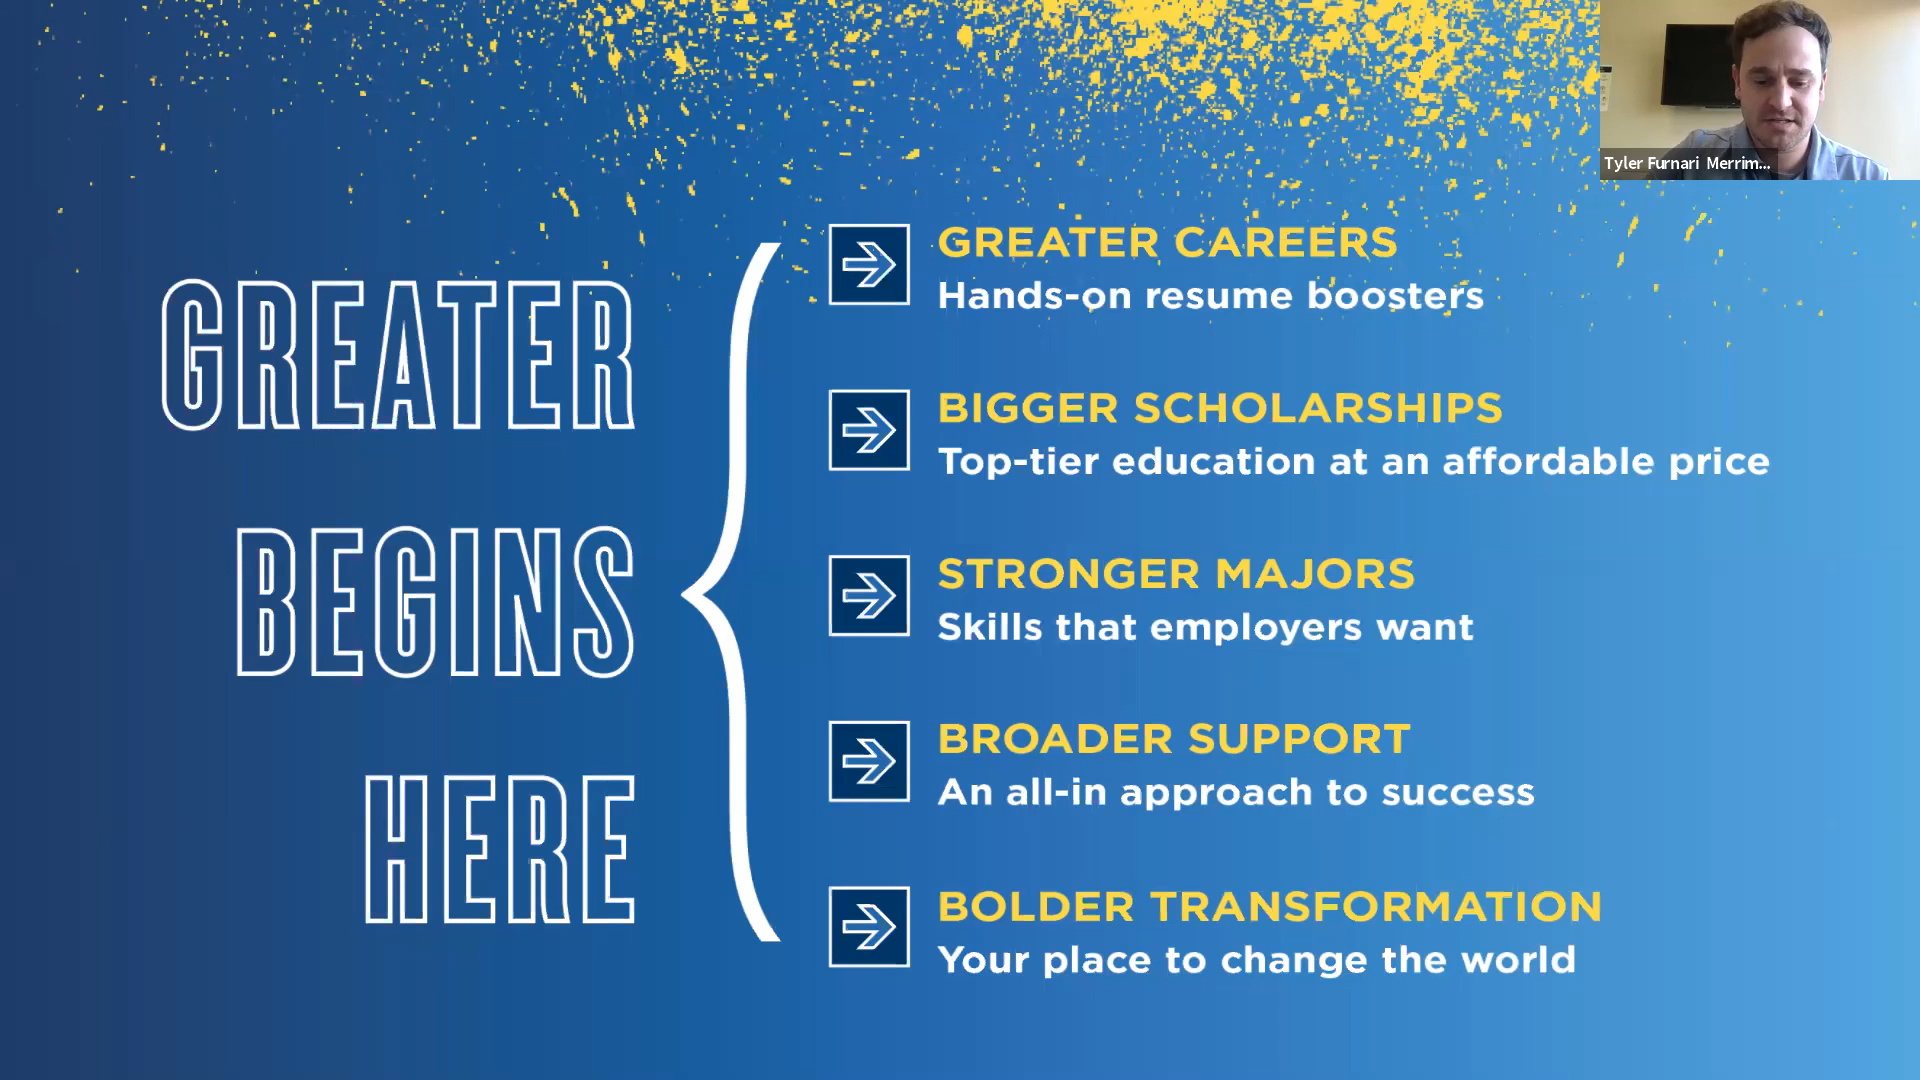 Tyler Furnari Merrim...
GREATER
BEGINS
HERE
GREATER CAREERS
Hands-on resume boosters
BIGGER SCHOLARSHIPS
Top-tier education at an affordable price
STRONGER MAJORS
Skills that employers want
BROADER SUPPORT
An all-in approach to success
BOLDER TRANSFORMATION
Your place to change the world